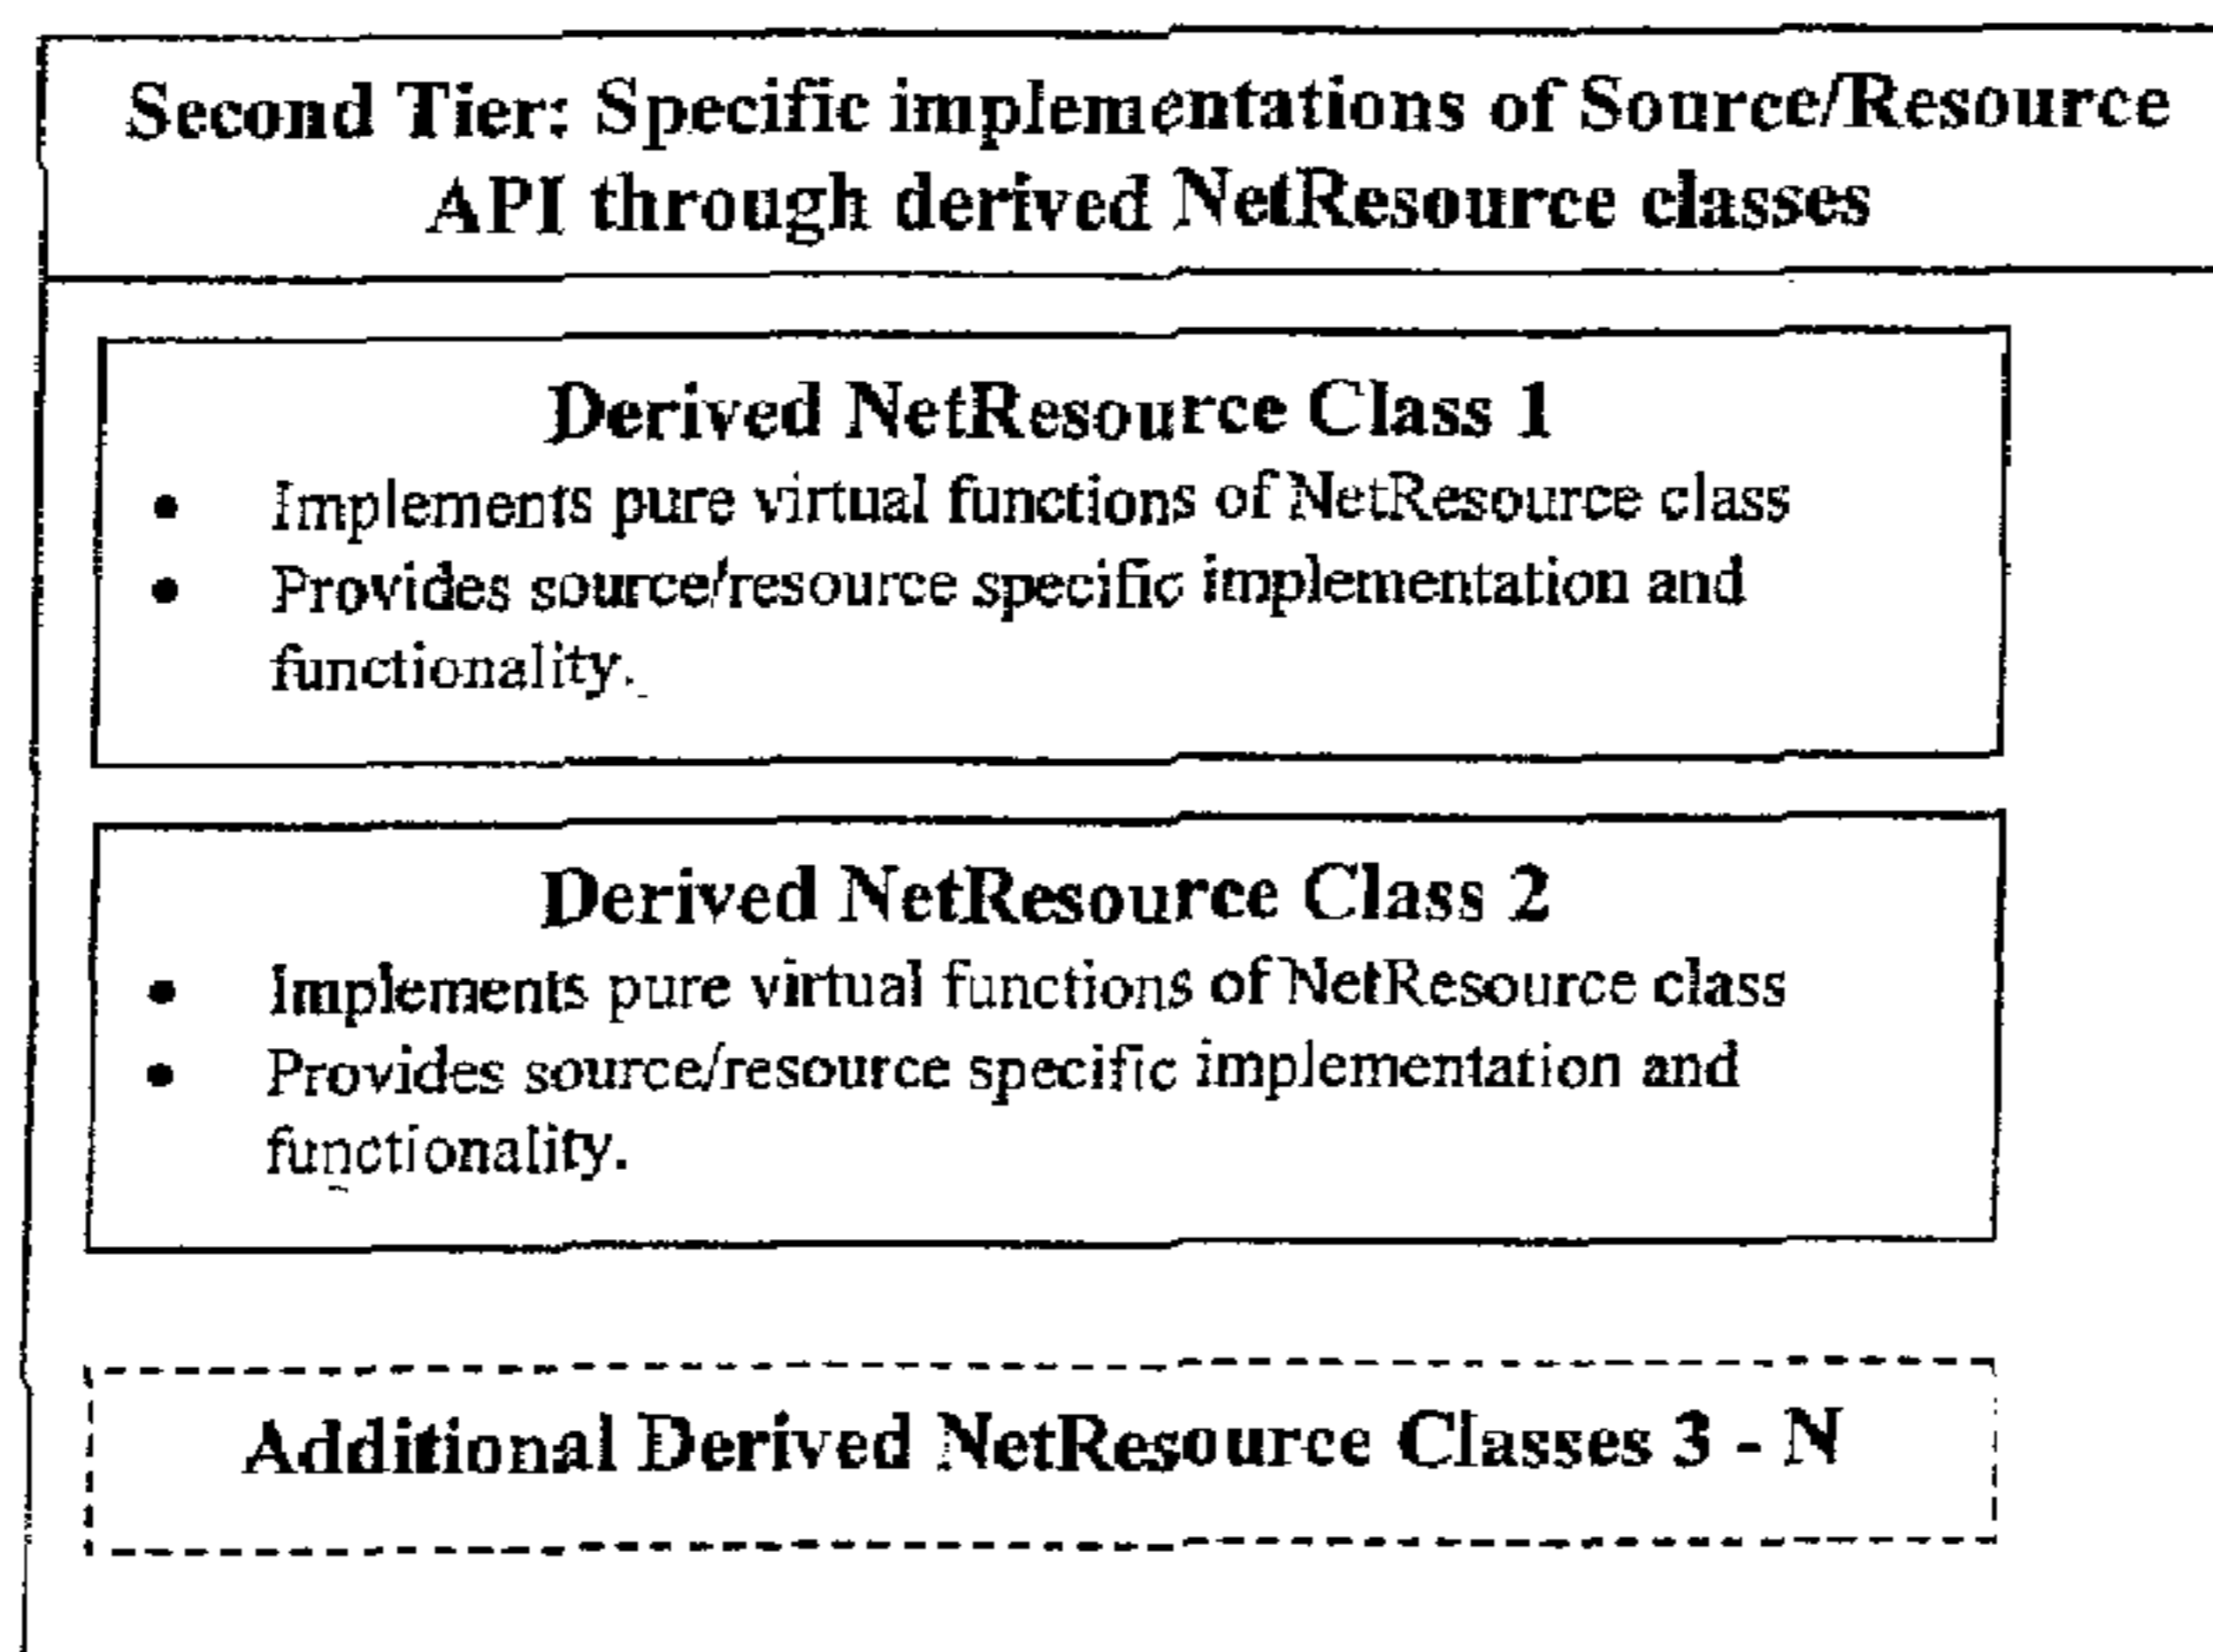 Second Tier: Specific implementations of Source/Resource
API through derived NetResource classes
Derived NetResource Class 1
• Implements pure virtual functions of NetResource class
• Provides source/resource specific implementation and
functionality.
Derived NetResource Class 2
• Implements pure virtual functions of NetResource class
• Provides source/resource specific implementation and
functionality.
Additional Derived NetResource Classes 3 - N